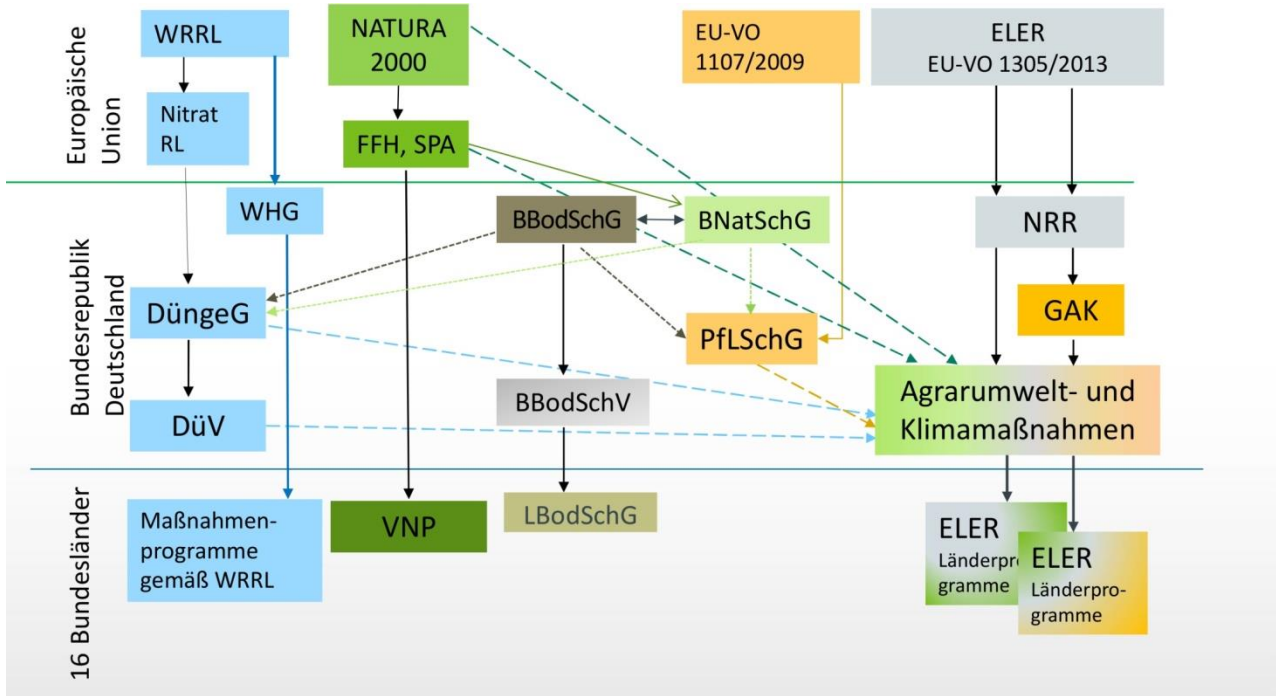 Europäische
Union
WRRL
NATURA
2000
EU-VO
1107/2009
ELER
EU-VO 1305/2013
Nitrat
RL
FFH, SPA
Bundesrepublik
Deutschland
WHG
BBodSchG
BNatSchG
NRR
DüngeG
PfLSchG
GAK
BBodSchV
Agrarumwelt- und
Klimamaßnahmen
DüV
16 Bundesländer
Maßnahmen-
programme
gemäß WRRL
VNP
LBodSchG
ELER
Länderpro-
gramme
ELER
Länderpro-
gramme